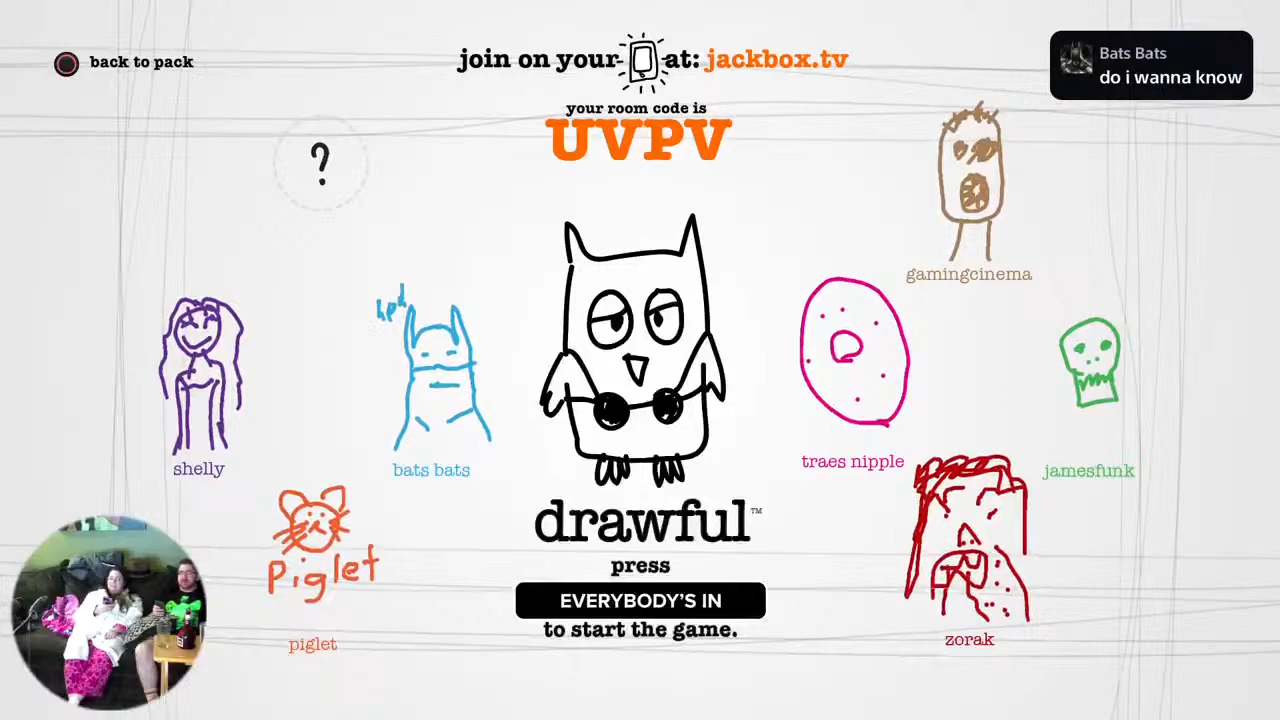 back to pack
join on your at: jackbox.tv
Bats Bats
do i wanna know
your room code is
UVPV
?
gamingcinema
shelly
bats bats
traes nipple
jamesfunk
Piglet
piglet
drawful™
press
EVERYBODY'S IN
to start the game.
zorak